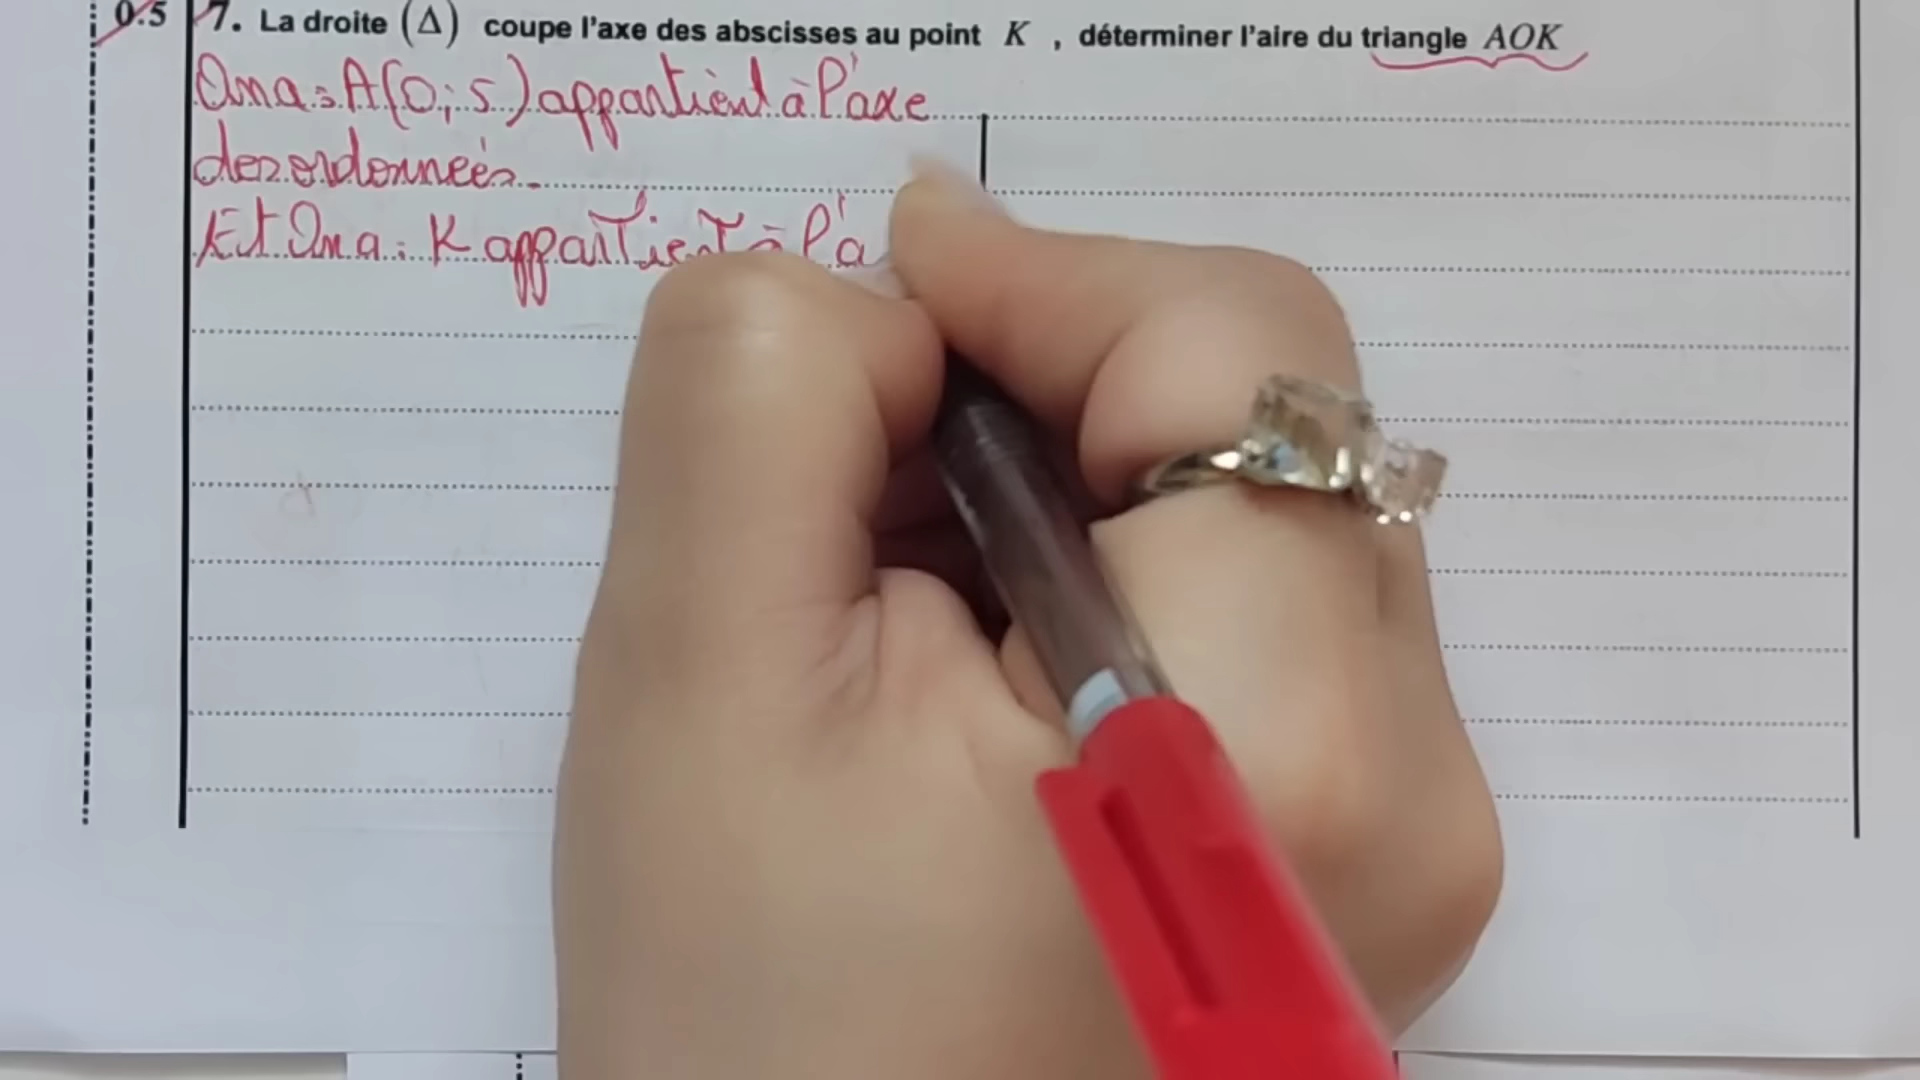 0.5 7. La droite (Δ) coupe l'axe des abscisses au point K , déterminer l'aire du triangle AOK
On a : A(0; 5) appartient à l'axe
des ordonneés.
Et On a : K appartient à l'a